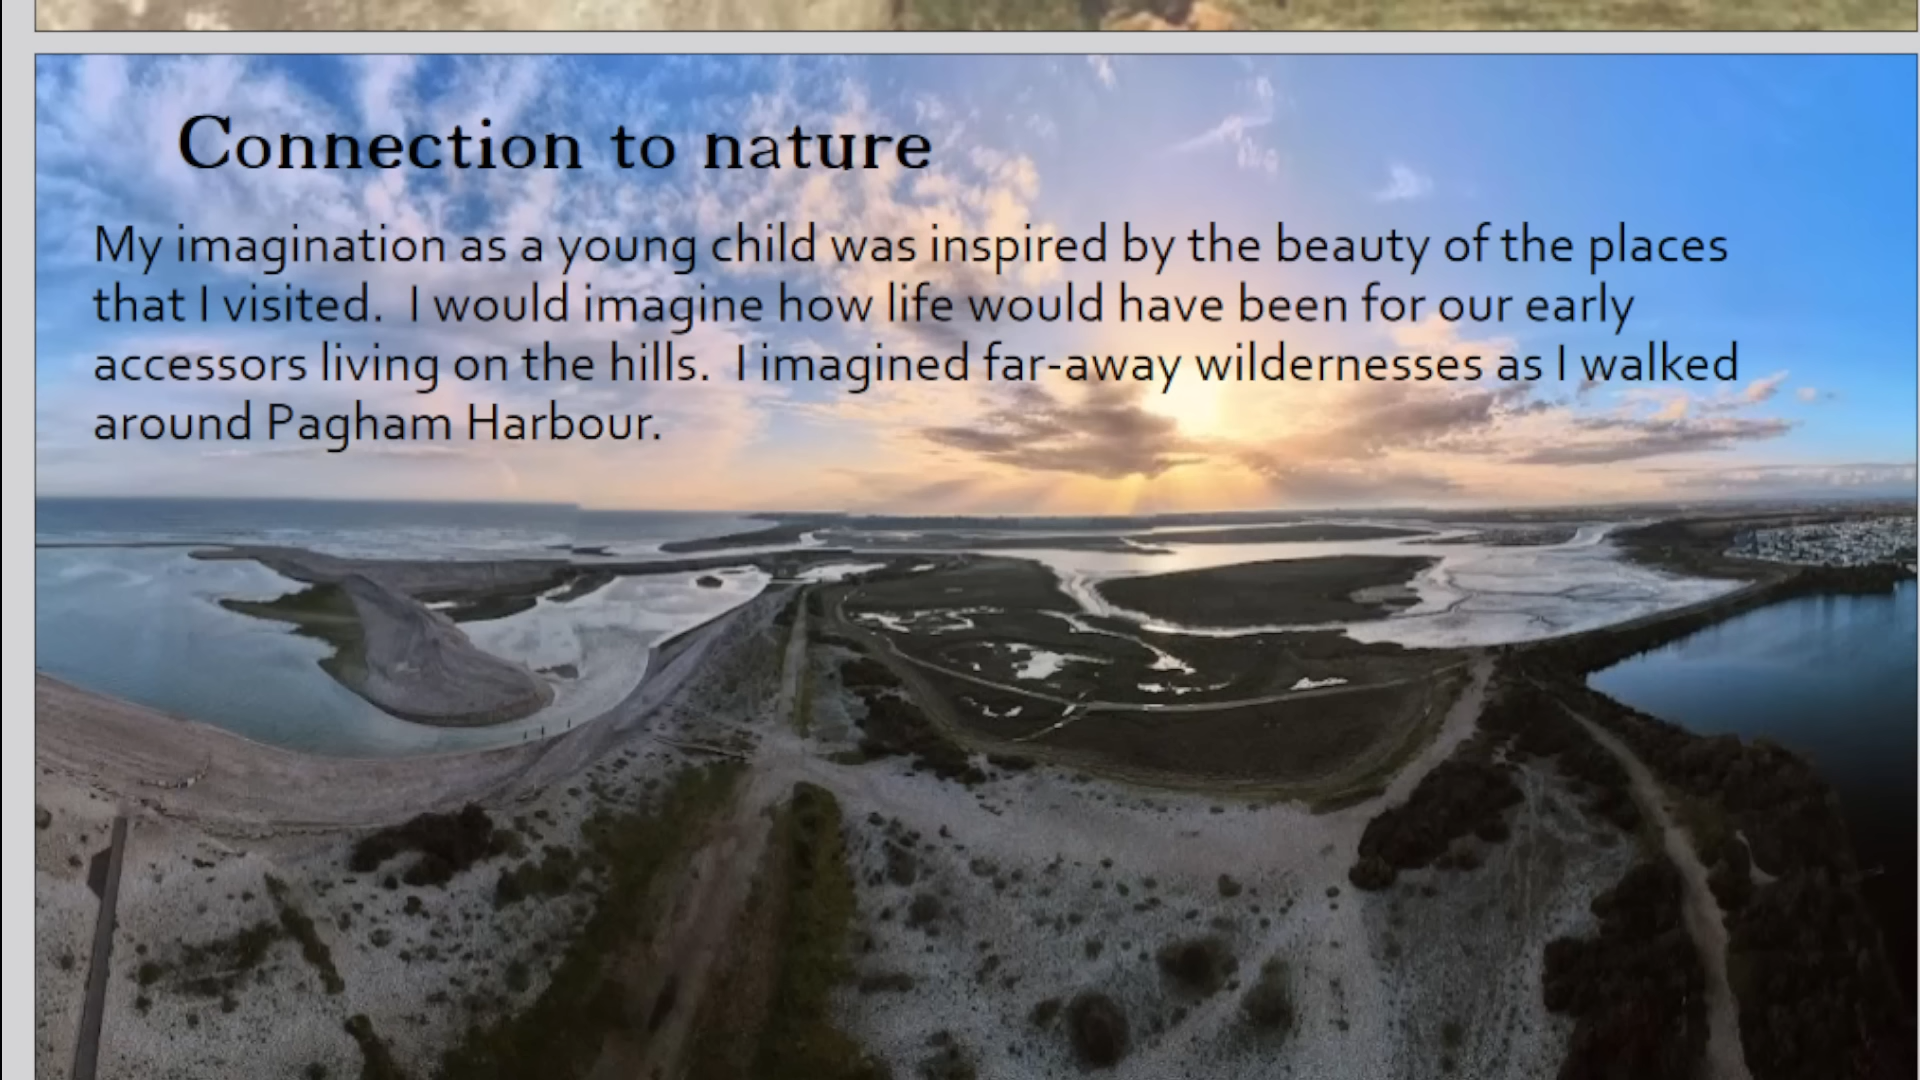 Connection to nature
My imagination as a young child was inspired by the beauty of the places
that I visited.  I would imagine how life would have been for our early
accessors living on the hills.  I imagined far-away wildernesses as I walked
around Pagham Harbour.